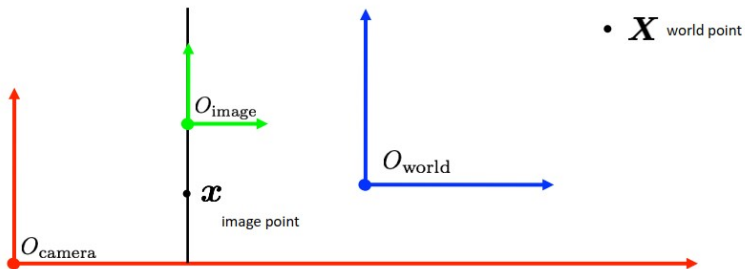 X world point
O_image
O_world
x
image point
O_camera